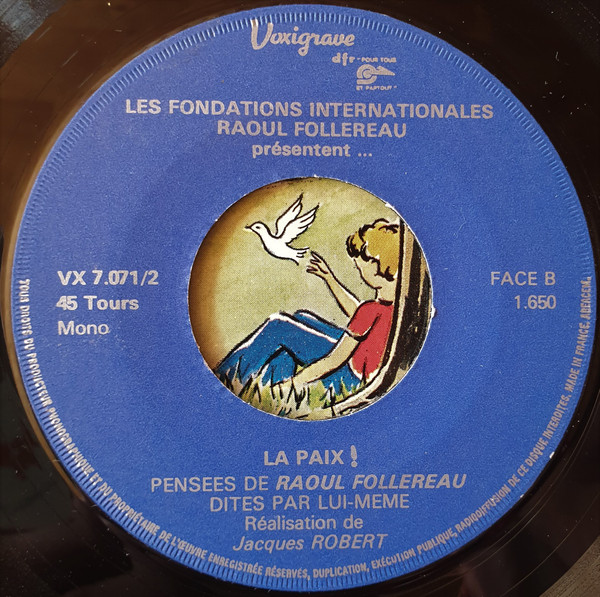 Voxigrave
dfr
"POUR TOUS
ET PARTOUT"
LES FONDATIONS INTERNATIONALES
RAOUL FOLLEREAU
présentent ...
VX 7.071/2
45 Tours
Mono
FACE B
1.650
LA PAIX !
PENSEES DE RAOUL FOLLEREAU
DITES PAR LUI-MEME
Réalisation de
Jacques ROBERT
TOUS DROITS DU PRODUCTEUR PHONOGRAPHIQUE ET DU PROPRIÉTAIRE DE L'ŒUVRE ENREGISTRÉE RÉSERVÉS, DUPLICATION, EXÉCUTION PUBLIQUE, RADIODIFFUSION DE CE DISQUE INTERDITES, MADE IN FRANCE,